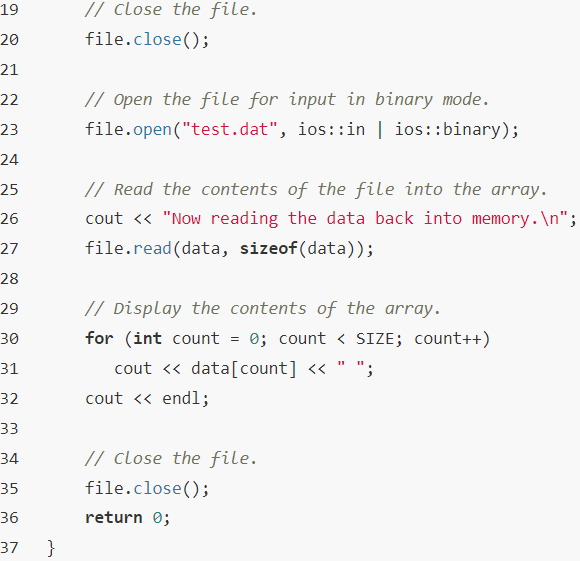 19 // Close the file.
20 file.close();
21
22 // Open the file for input in binary mode.
23 file.open("test.dat", ios::in | ios::binary);
24
25 // Read the contents of the file into the array.
26 cout << "Now reading the data back into memory.\n";
27 file.read(data, sizeof(data));
28
29 // Display the contents of the array.
30 for (int count = 0; count < SIZE; count++)
31 cout << data[count] << " ";
32 cout << endl;
33
34 // Close the file.
35 file.close();
36 return 0;
37 }